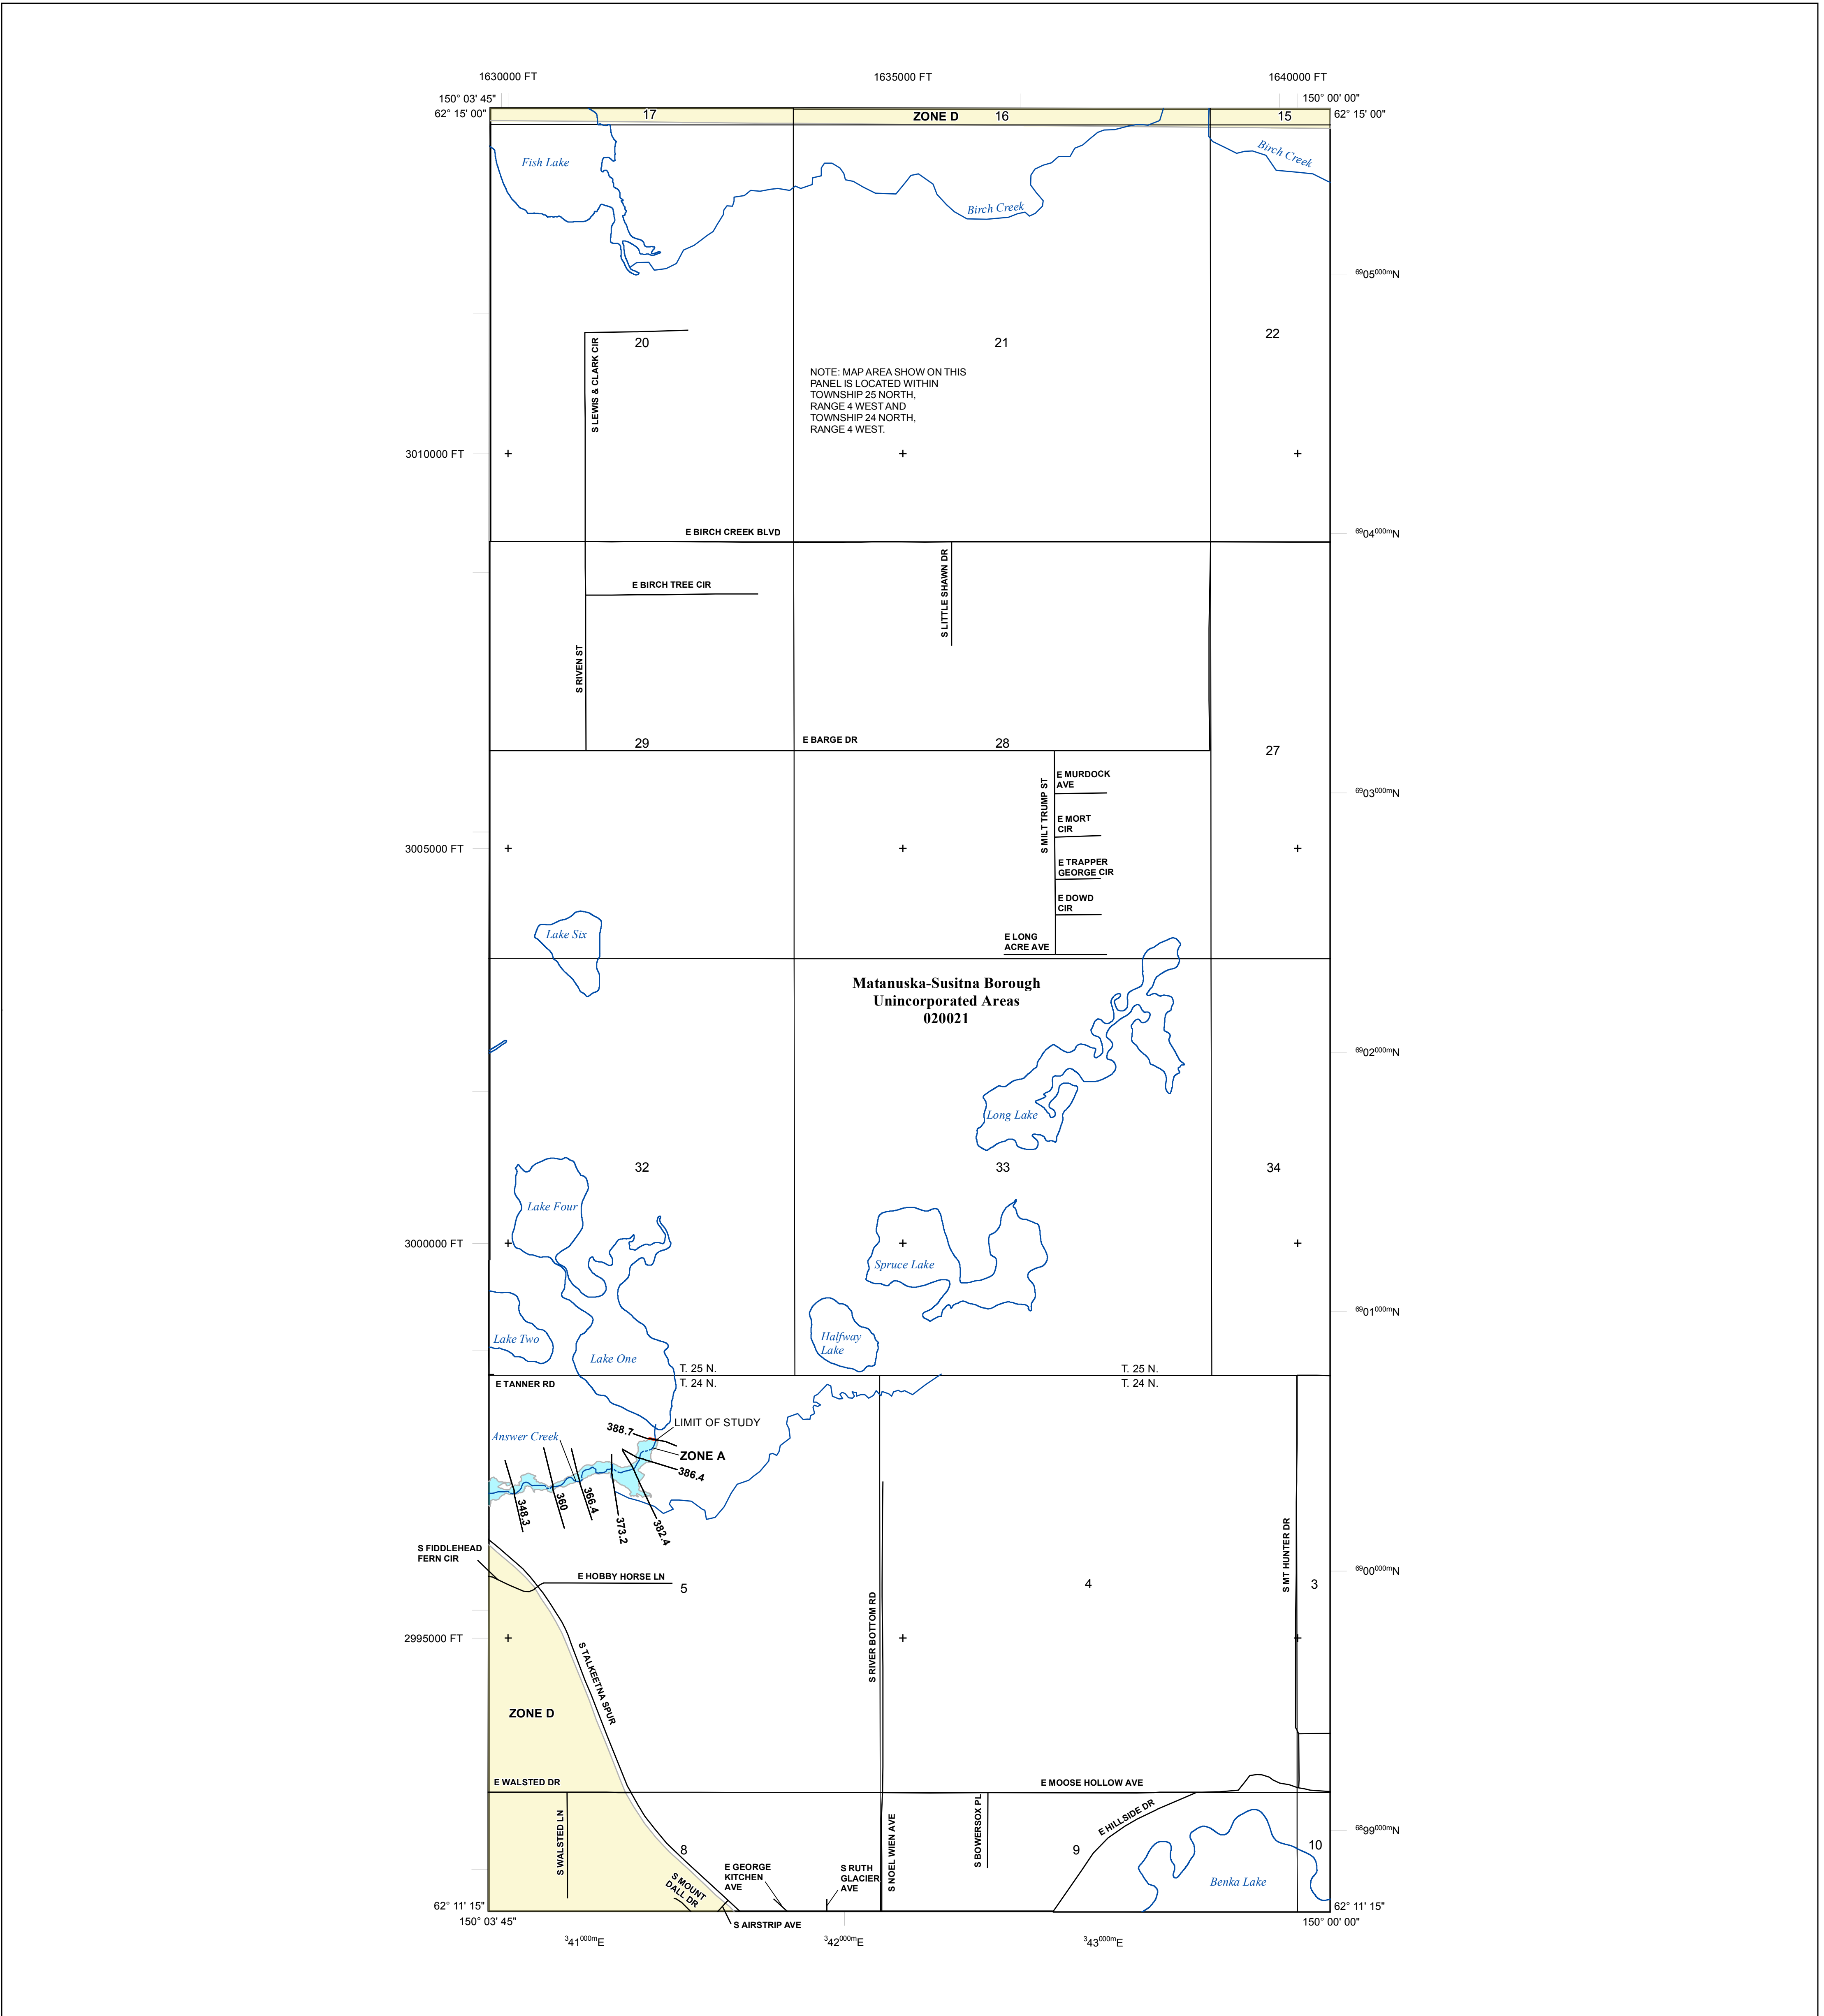 1630000 FT
1635000 FT
1640000 FT
150° 03' 45"
150° 00' 00"
62° 15' 00"
17
ZONE D
16
15
62° 15' 00"
Fish Lake
Birch Creek
Birch Creek
6905000mN
20
21
22
S LEWIS & CLARK CIR
NOTE: MAP AREA SHOW ON THIS
PANEL IS LOCATED WITHIN
TOWNSHIP 25 NORTH,
RANGE 4 WEST AND
TOWNSHIP 24 NORTH,
RANGE 4 WEST.
3010000 FT
E BIRCH CREEK BLVD
6904000mN
E BIRCH TREE CIR
S LITTLE SHAWN DR
S RIVEN ST
29
E BARGE DR
28
27
E MURDOCK
AVE
6903000mN
S MILT TRUMP ST
E MORT
CIR
3005000 FT
E TRAPPER
GEORGE CIR
E DOWD
CIR
Lake Six
E LONG
ACRE AVE
Matanuska-Susitna Borough
Unincorporated Areas
020021
6902000mN
Long Lake
32
33
34
Lake Four
3000000 FT
Spruce Lake
6901000mN
Lake Two
Halfway
Lake
Lake One
T. 25 N.
T. 25 N.
E TANNER RD
T. 24 N.
T. 24 N.
LIMIT OF STUDY
388.7
Answer Creek
ZONE A
386.4
348.3
360
366.4
373.2
382.4
S FIDDLEHEAD
FERN CIR
E HOBBY HORSE LN
5
4
S MT HUNTER DR
3
6900000mN
S RIVER BOTTOM RD
2995000 FT
S TALKEETNA SPUR
ZONE D
E WALSTED DR
E MOOSE HOLLOW AVE
S WALSTED LN
S BOWERSOX PL
E HILLSIDE DR
6899000mN
8
S NOEL WIEN AVE
9
10
E GEORGE
KITCHEN
AVE
S RUTH
GLACIER
AVE
S MOUNT
DALL DR
Benka Lake
62° 11' 15"
62° 11' 15"
150° 03' 45"
S AIRSTRIP AVE
150° 00' 00"
341000mE
342000mE
343000mE